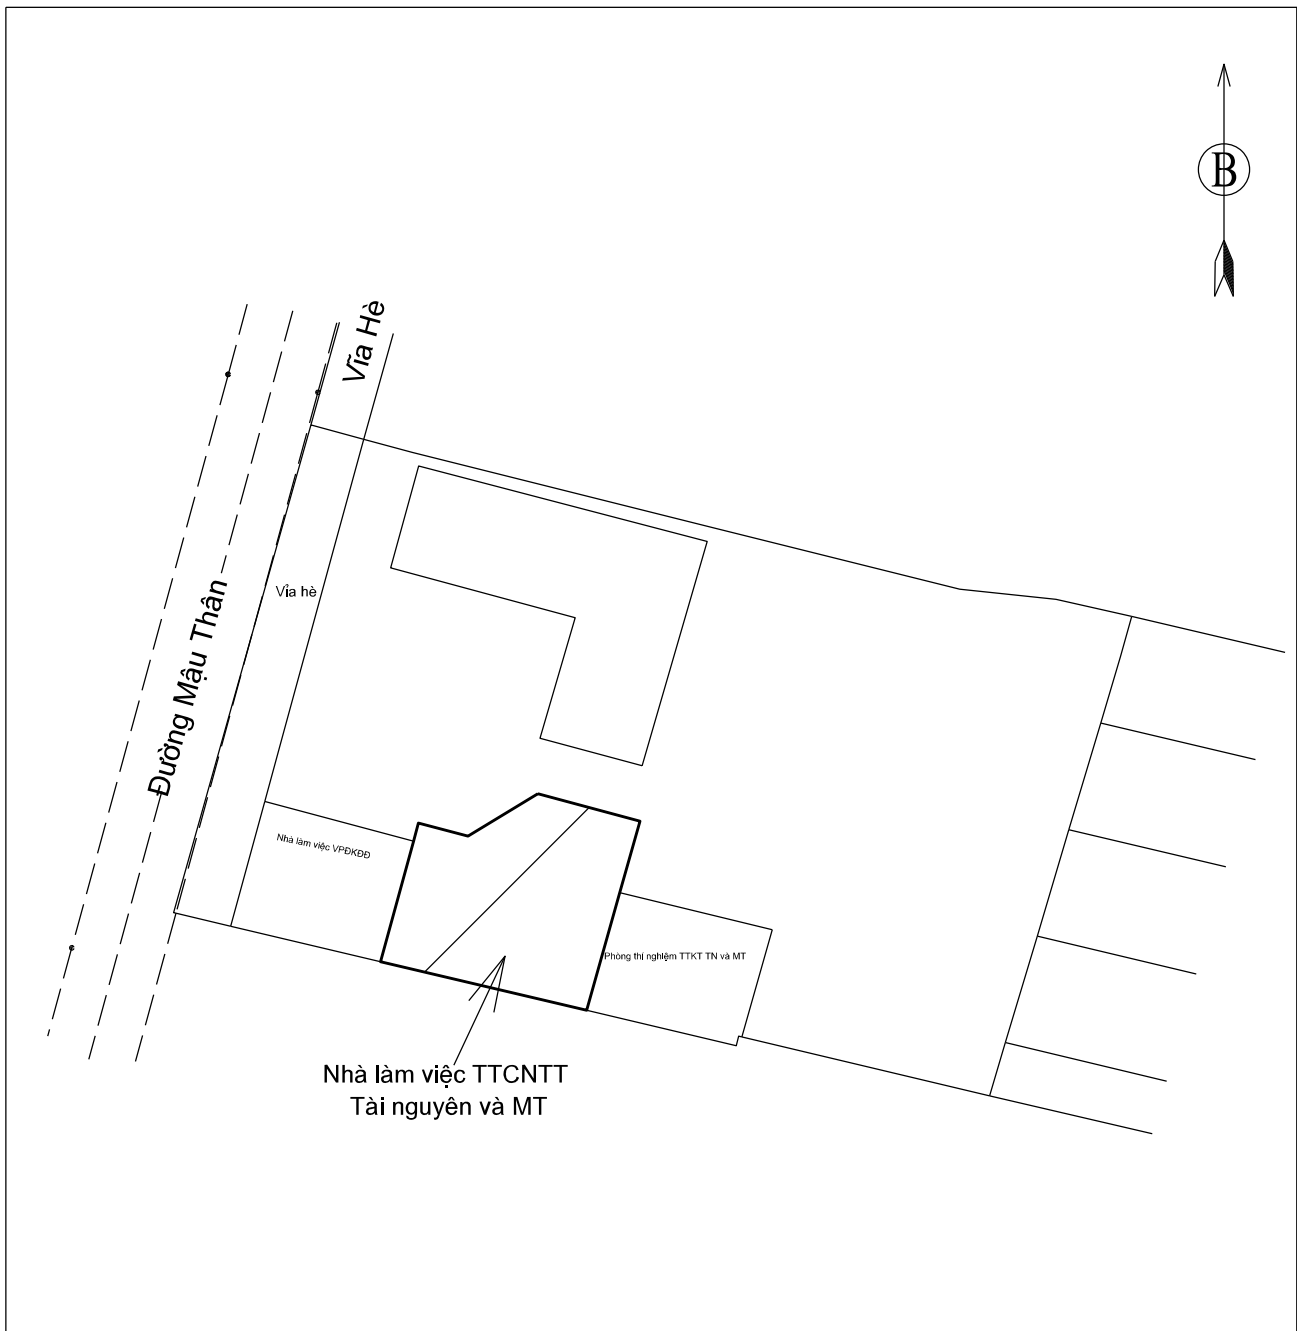 B
Vĩa Hè
Vỉa hè
Đường Mậu Thân
Nhà làm việc VPĐKĐĐ
Phòng thị nghiệm TTKT TN và MT
Nhà làm việc TTCNTT
Tài nguyên và MT